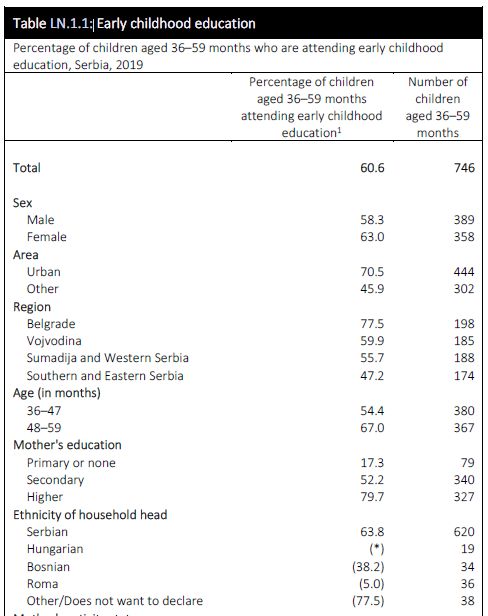 Table LN.1.1: Early childhood education
Percentage of children aged 36–59 months who are attending early childhood
education, Serbia, 2019
Percentage of children
aged 36–59 months
attending early childhood
education¹
Number of
children
aged 36–59
months
Total 60.6 746
Sex
Male 58.3 389
Female 63.0 358
Area
Urban 70.5 444
Other 45.9 302
Region
Belgrade 77.5 198
Vojvodina 59.9 185
Sumadija and Western Serbia 55.7 188
Southern and Eastern Serbia 47.2 174
Age (in months)
36–47 54.4 380
48–59 67.0 367
Mother's education
Primary or none 17.3 79
Secondary 52.2 340
Higher 79.7 327
Ethnicity of household head
Serbian 63.8 620
Hungarian (*) 19
Bosnian (38.2) 34
Roma (5.0) 36
Other/Does not want to declare (77.5) 38